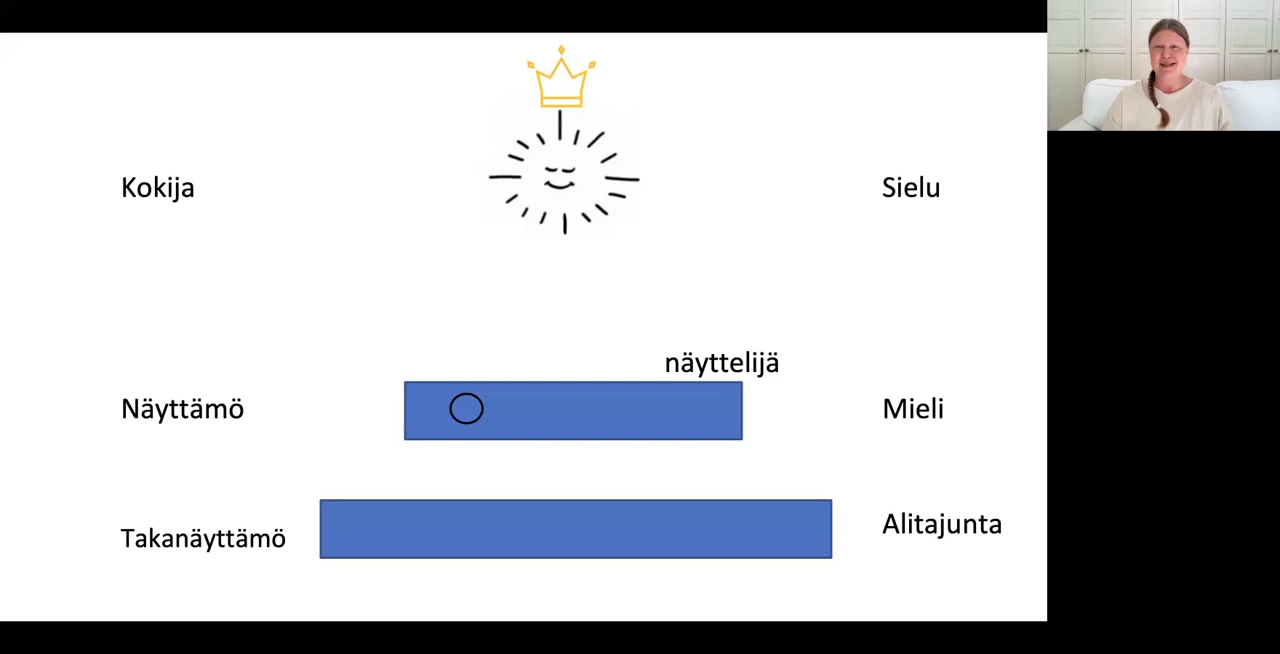 Kokija
Sielu
näyttelijä
Näyttämö
Mieli
Takanäyttämö
Alitajunta